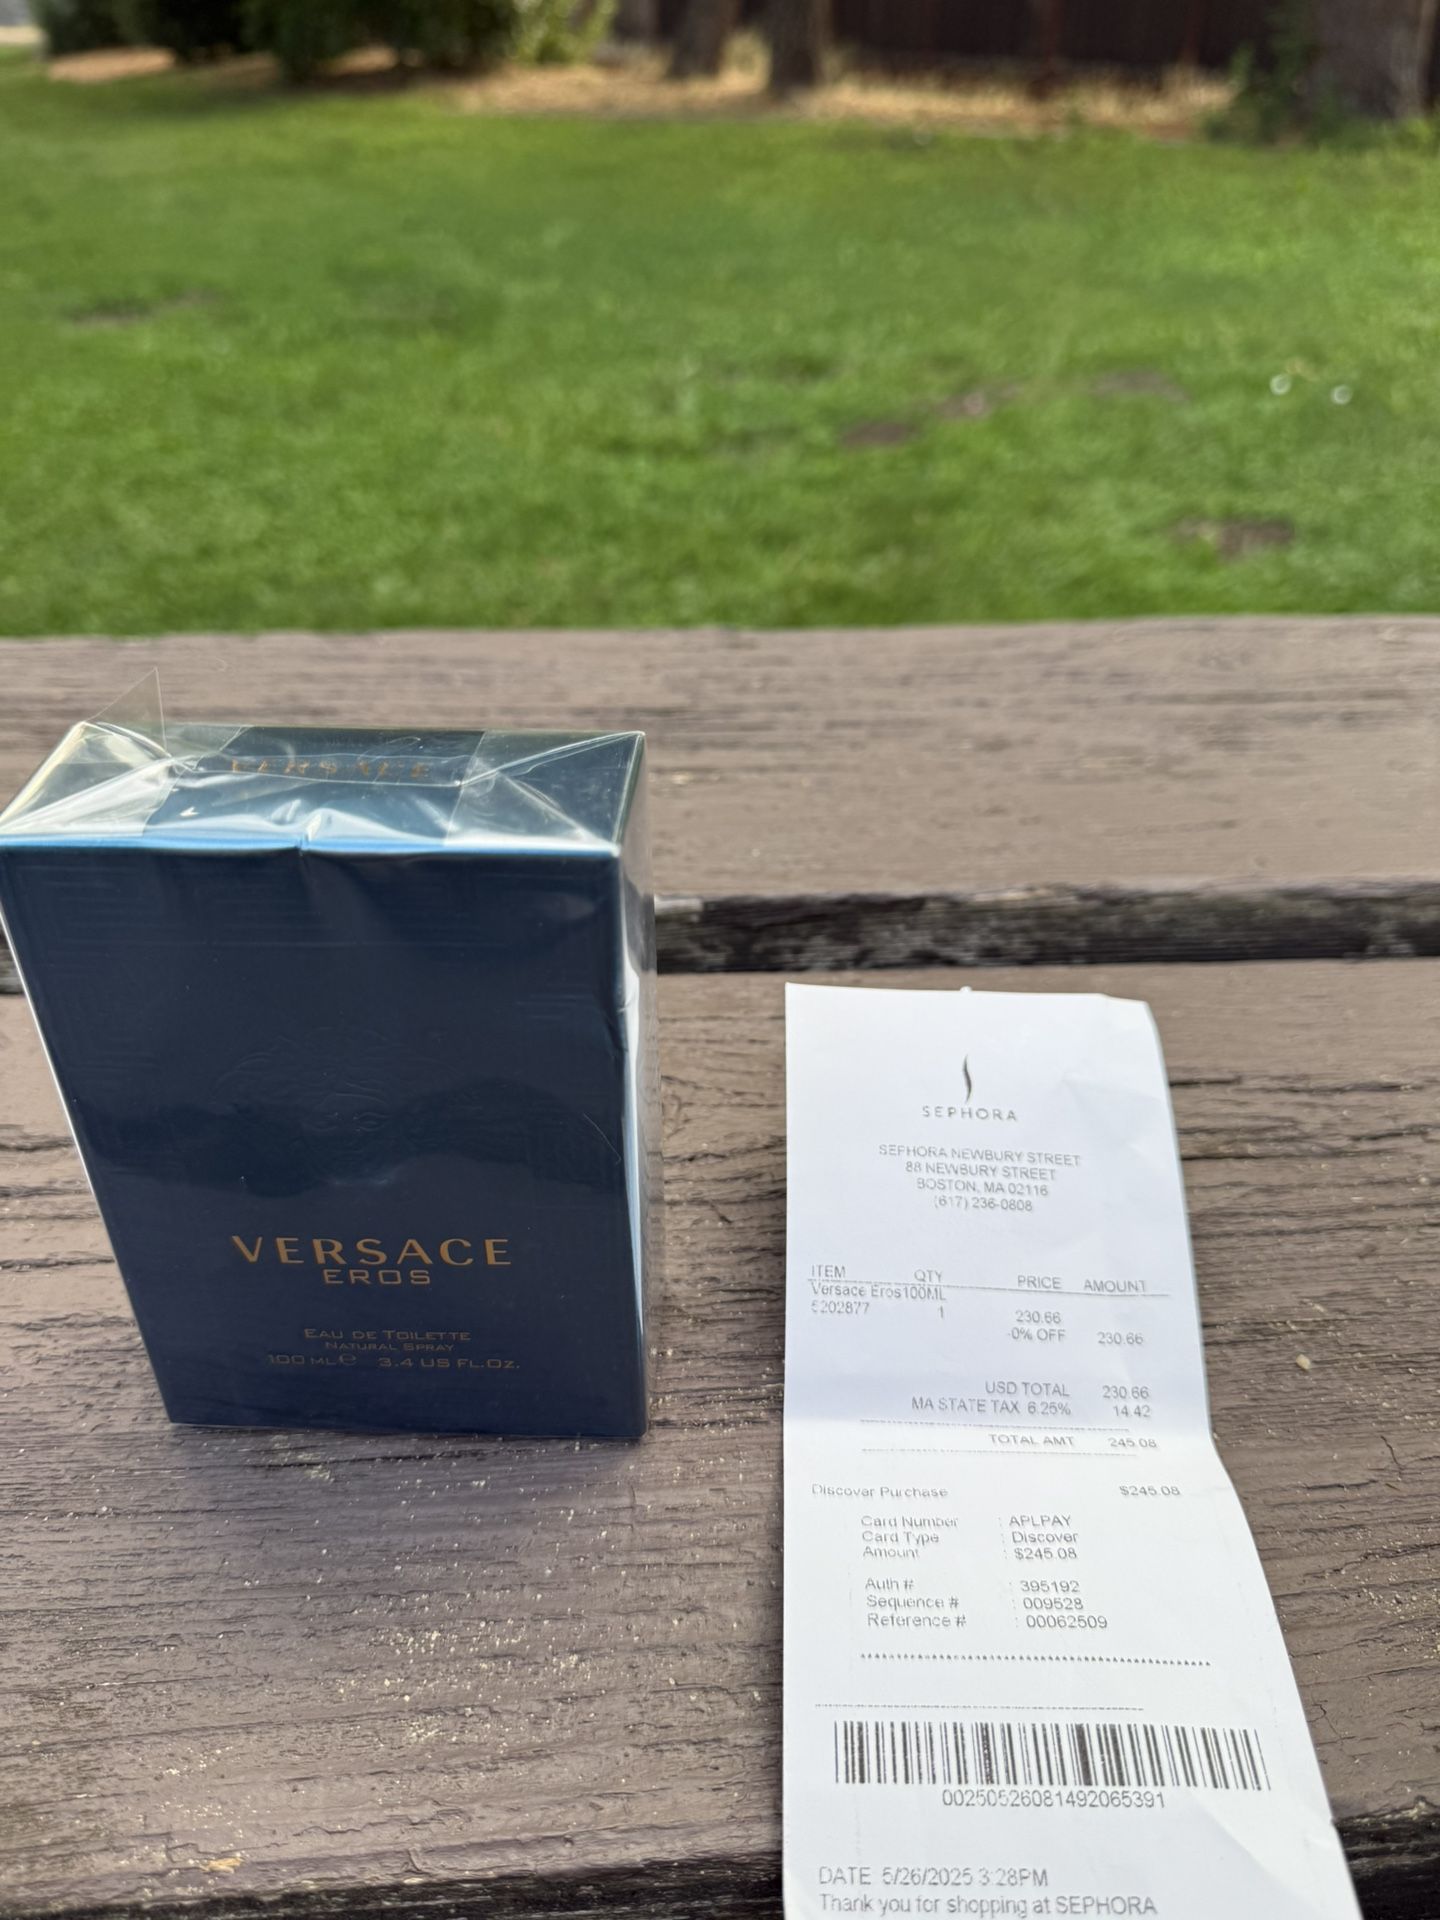 VERSACE
VERSACE
EROS
EAU DE TOILETTE
NATURAL SPRAY
100 ML e 3.4 US FL.OZ.
SEPHORA
SEPHORA NEWBURY STREET
88 NEWBURY STREET
BOSTON, MA 02116
(617) 236-0808
ITEM QTY PRICE AMOUNT
Versace Eros100ML
5202877 1 230.66
-0% OFF 230.66
USD TOTAL 230.66
MA STATE TAX 6.25% 14.42
TOTAL AMT 245.08
Discover Purchase $245.08
Card Number : APLPAY
Card Type : Discover
Amount : $245.08
Auth # : 395192
Sequence # : 009528
Reference # : 00062509
00250526081492065391
DATE 5/26/2025 3:28PM
Thank you for shopping at SEPHORA